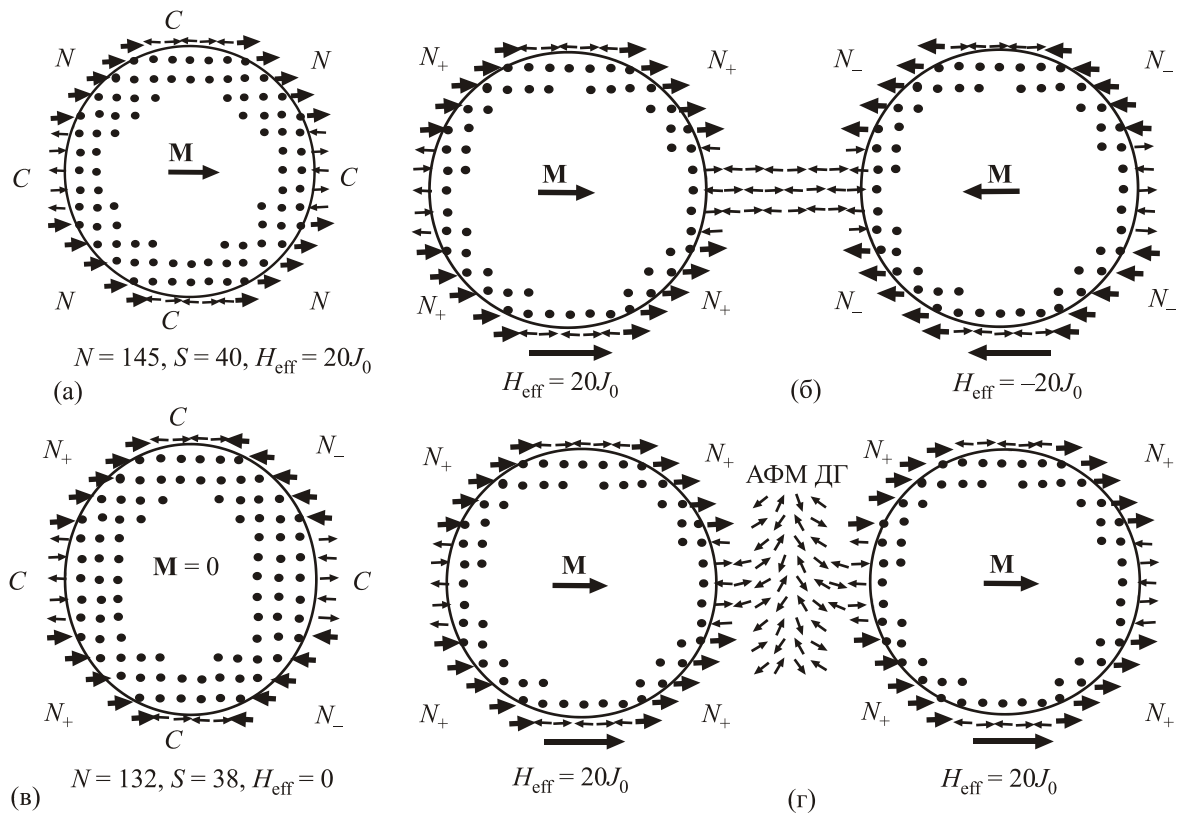 C
N N
M
C C
N N
C
N = 145, S = 40, H_eff = 20J_0
(а)
N_+ N_+ N_– N_–
M M
N_+ N_+ N_– N_–
H_eff = 20J_0 H_eff = –20J_0
(б)
C
N_+ N_–
M = 0
C C
N_+ N_–
C
N = 132, S = 38, H_eff = 0
(в)
N_+ N_+ АФМ ДГ N_+ N_+
M M
N_+ N_+ N_+ N_+
H_eff = 20J_0 H_eff = 20J_0
(г)